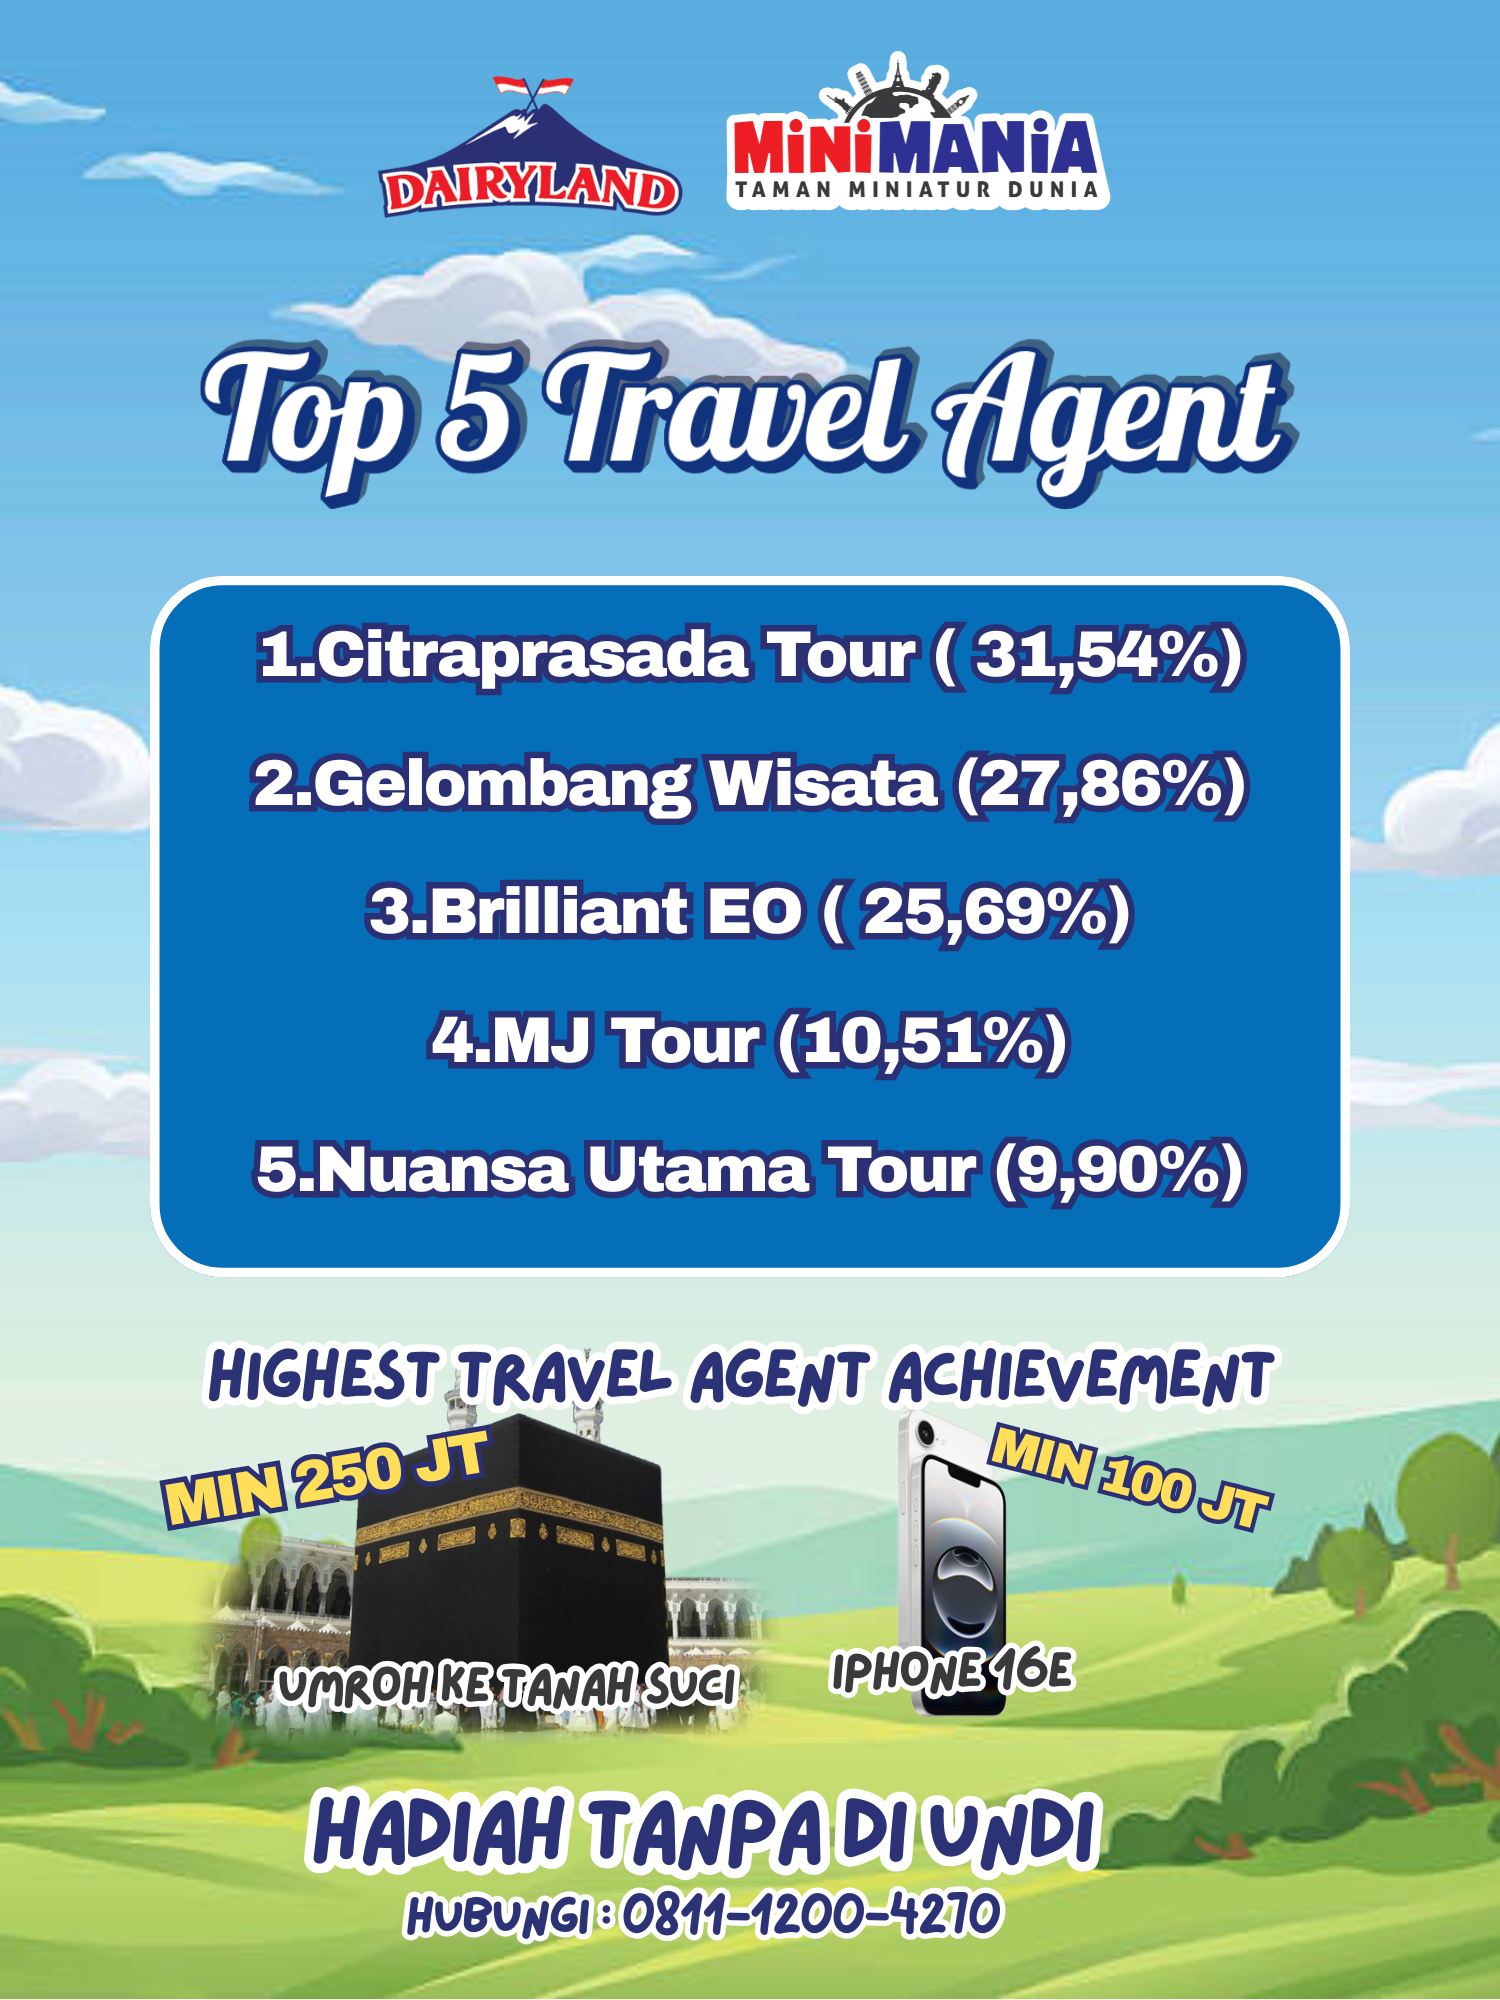 DAIRYLAND
MiNiMANiA
TAMAN MINIATUR DUNIA
Top 5 Travel Agent
1.Citraprasada Tour ( 31,54%)
2.Gelombang Wisata (27,86%)
3.Brilliant EO ( 25,69%)
4.MJ Tour (10,51%)
5.Nuansa Utama Tour (9,90%)
HIGHEST TRAVEL AGENT ACHIEVEMENT
MIN 250 JT
MIN 100 JT
UMROH KE TANAH SUCI
IPHONE 16E
HADIAH TANPA DI UNDI
HUBUNGI : 0811-1200-4270